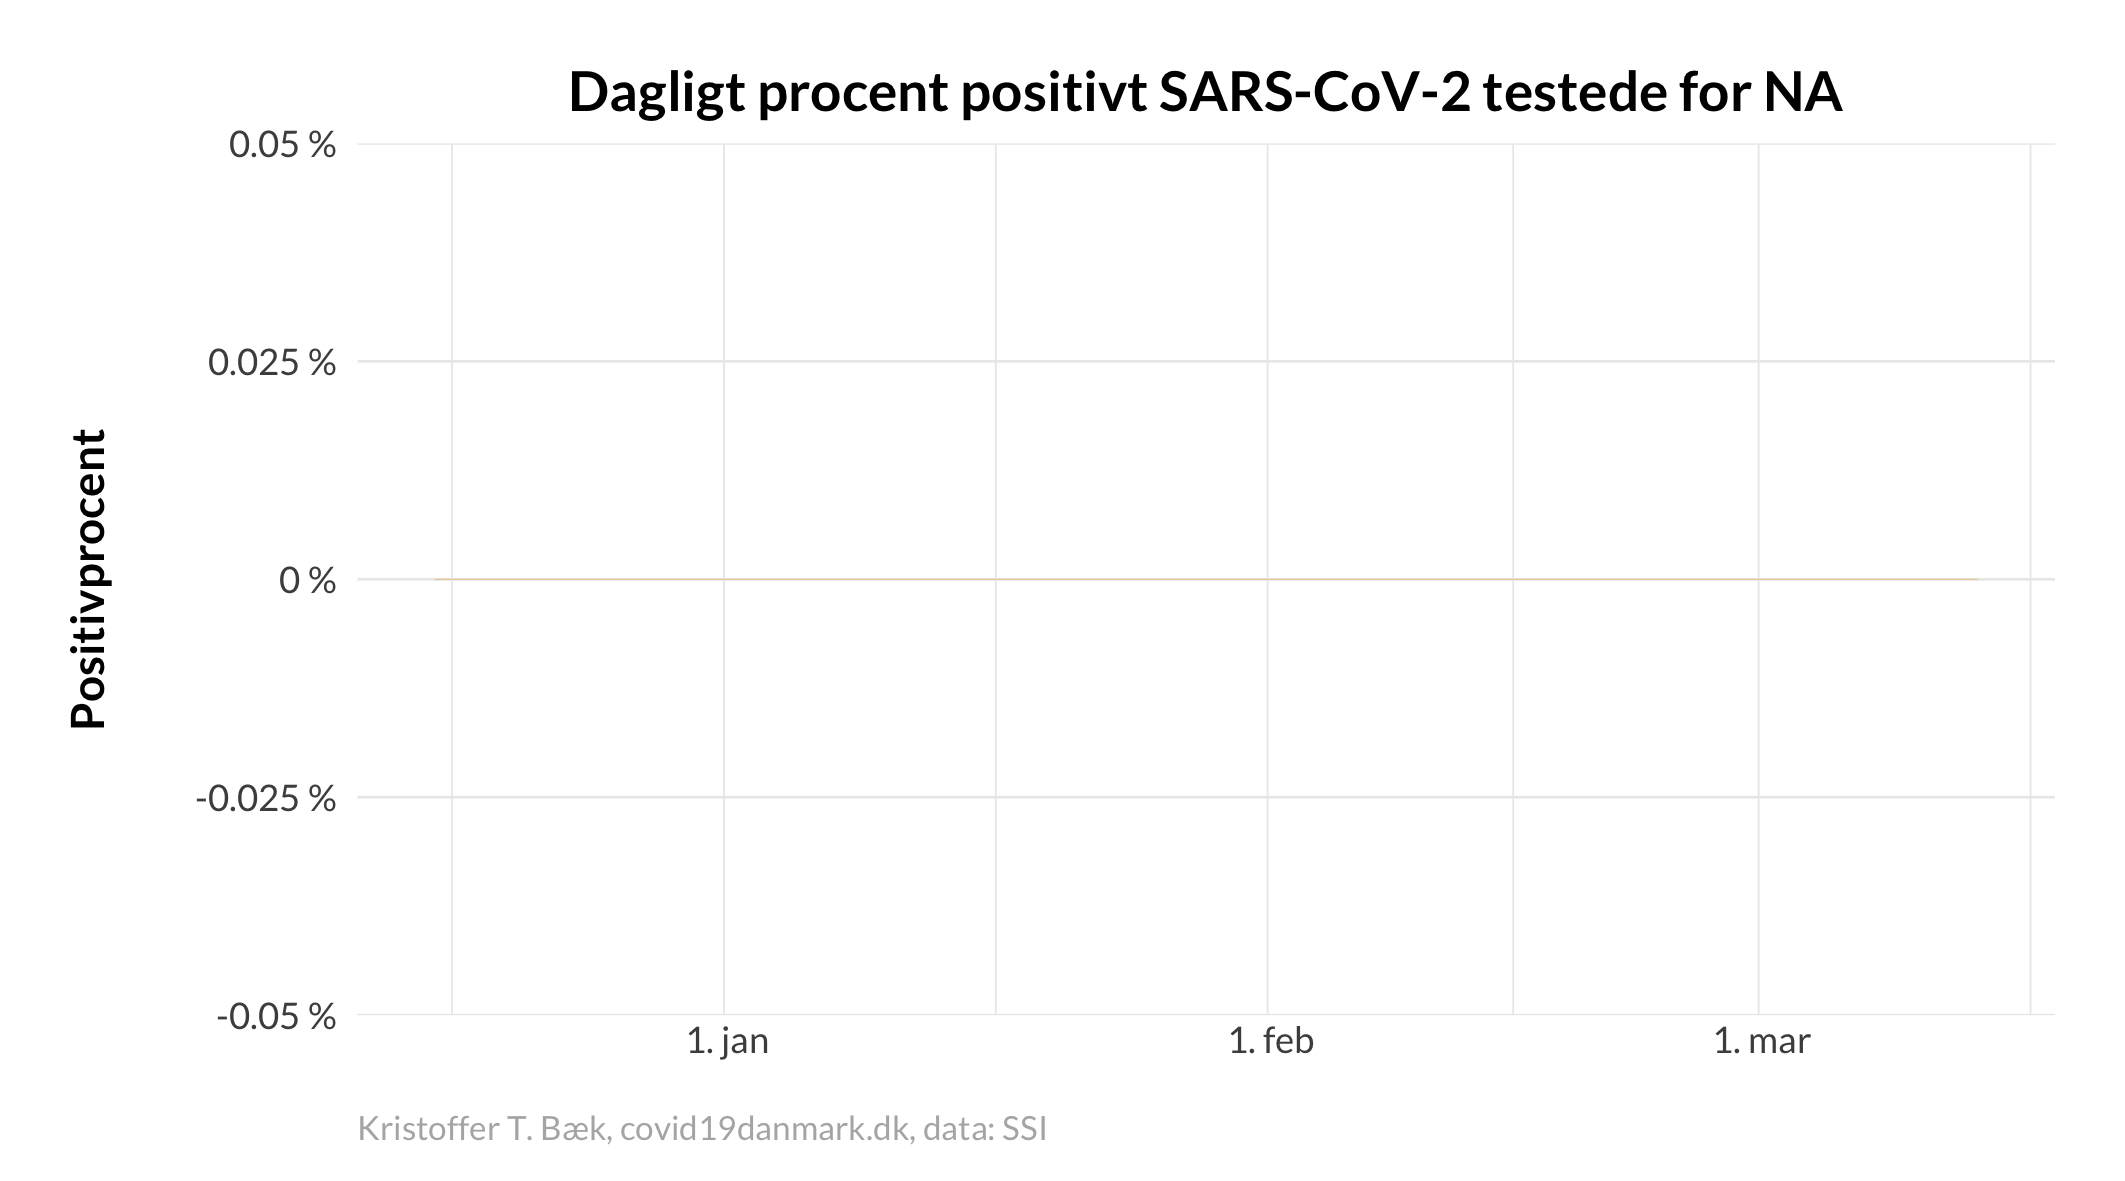 Dagligt procent positivt SARS-CoV-2 testede for NA
0.05 %
0.025 %
0 %
-0.025 %
-0.05 %
Positivprocent
1. jan
1. feb
1. mar
Kristoffer T. Bæk, covid19danmark.dk, data: SSI